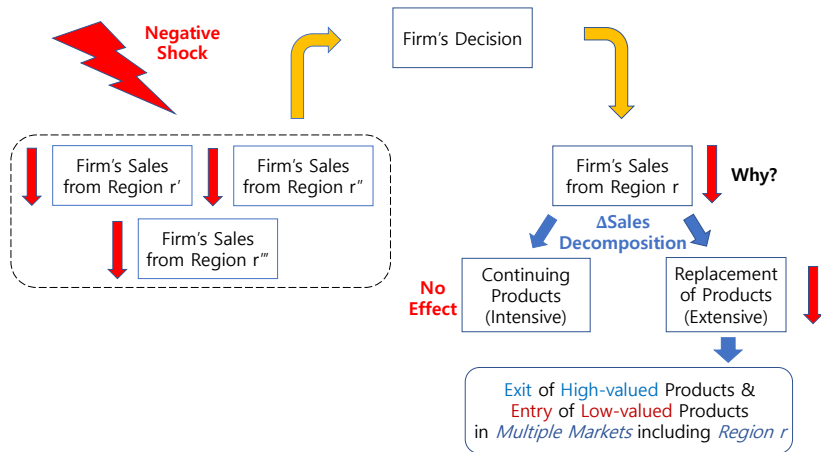 Negative
Shock
Firm's Decision
Firm's Sales
from Region r'
Firm's Sales
from Region r''
Firm's Sales
from Region r'''
Firm's Sales
from Region r
Why?
ΔSales
Decomposition
No
Effect
Continuing
Products
(Intensive)
Replacement
of Products
(Extensive)
Exit of High-valued Products &
Entry of Low-valued Products
in Multiple Markets including Region r